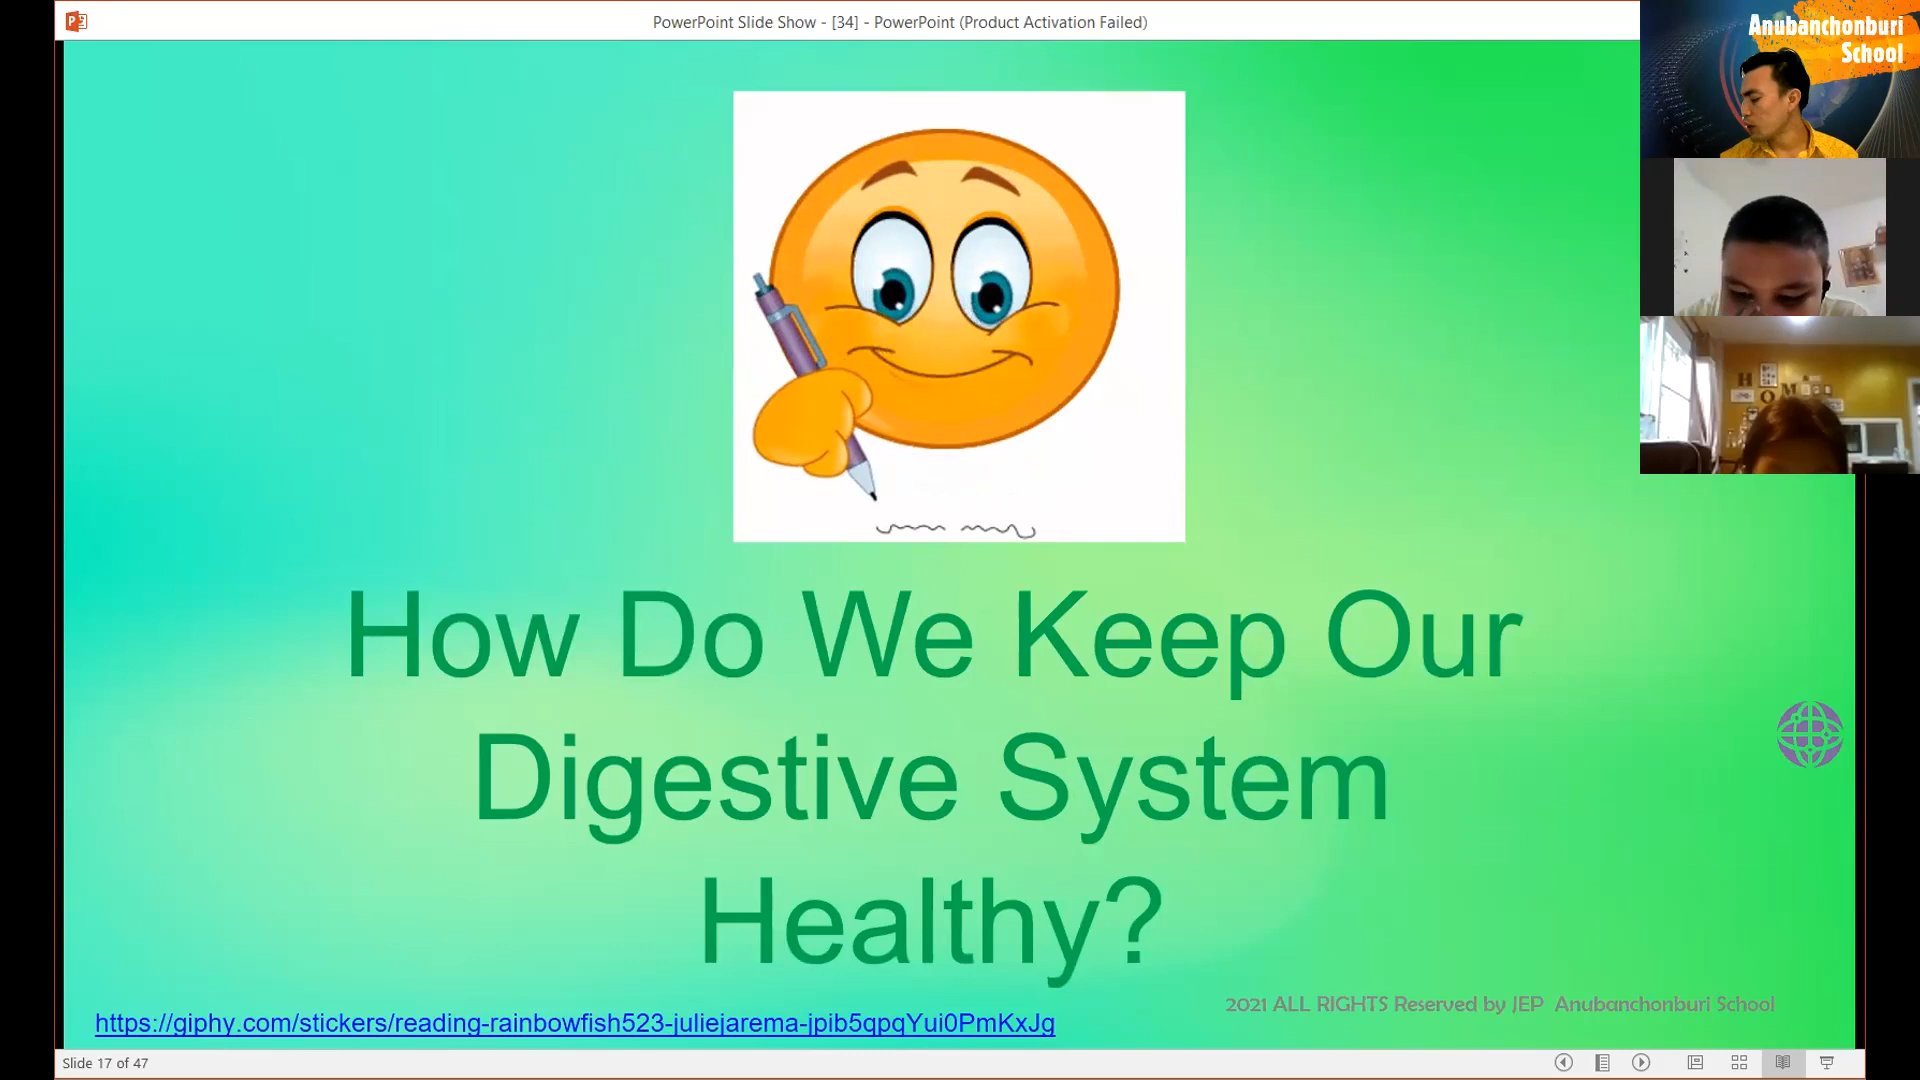 PowerPoint Slide Show - [34] - PowerPoint (Product Activation Failed)
Anubanchonburi
School
HOME
How Do We Keep Our
Digestive System
Healthy?
2021 ALL RIGHTS Reserved by JEP Anubanchonburi School
https://giphy.com/stickers/reading-rainbowfish523-juliejarema-jpib5qpqYui0PmKxJg
Slide 17 of 47